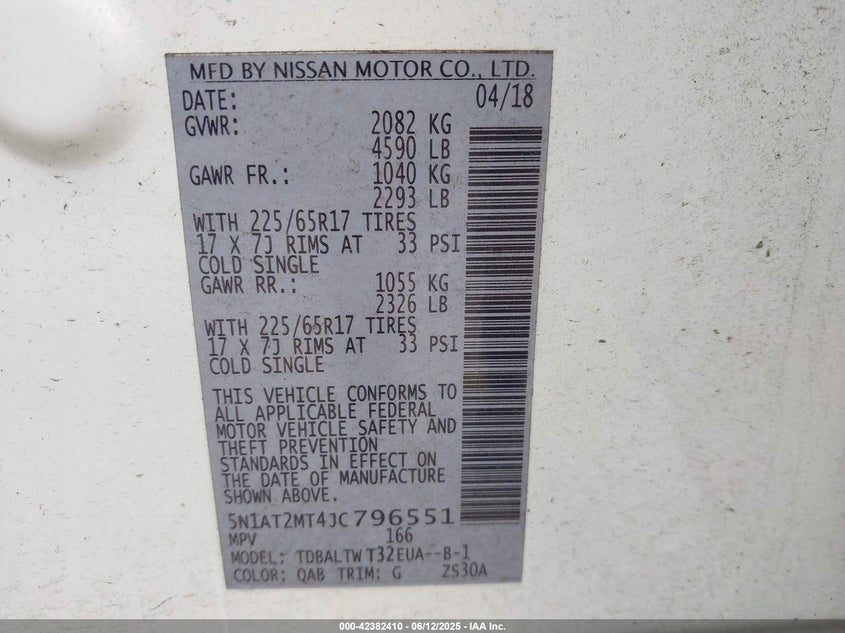 MFD BY NISSAN MOTOR CO., LTD.
DATE: 04/18
GVWR: 2082 KG
4590 LB
GAWR FR.: 1040 KG
2293 LB
WITH 225/65R17 TIRES
17 X 7J RIMS AT 33 PSI
COLD SINGLE
GAWR RR.: 1055 KG
2326 LB
WITH 225/65R17 TIRES
17 X 7J RIMS AT 33 PSI
COLD SINGLE
THIS VEHICLE CONFORMS TO
ALL APPLICABLE FEDERAL
MOTOR VEHICLE SAFETY AND
THEFT PREVENTION
STANDARDS IN EFFECT ON
THE DATE OF MANUFACTURE
SHOWN ABOVE.
5N1AT2MT4JC796551
MPV 166
MODEL: TDBALTW T32EUA--B-1
COLOR: QAB TRIM: G ZS30A
000-42382410 - 06/12/2025 - IAA Inc.